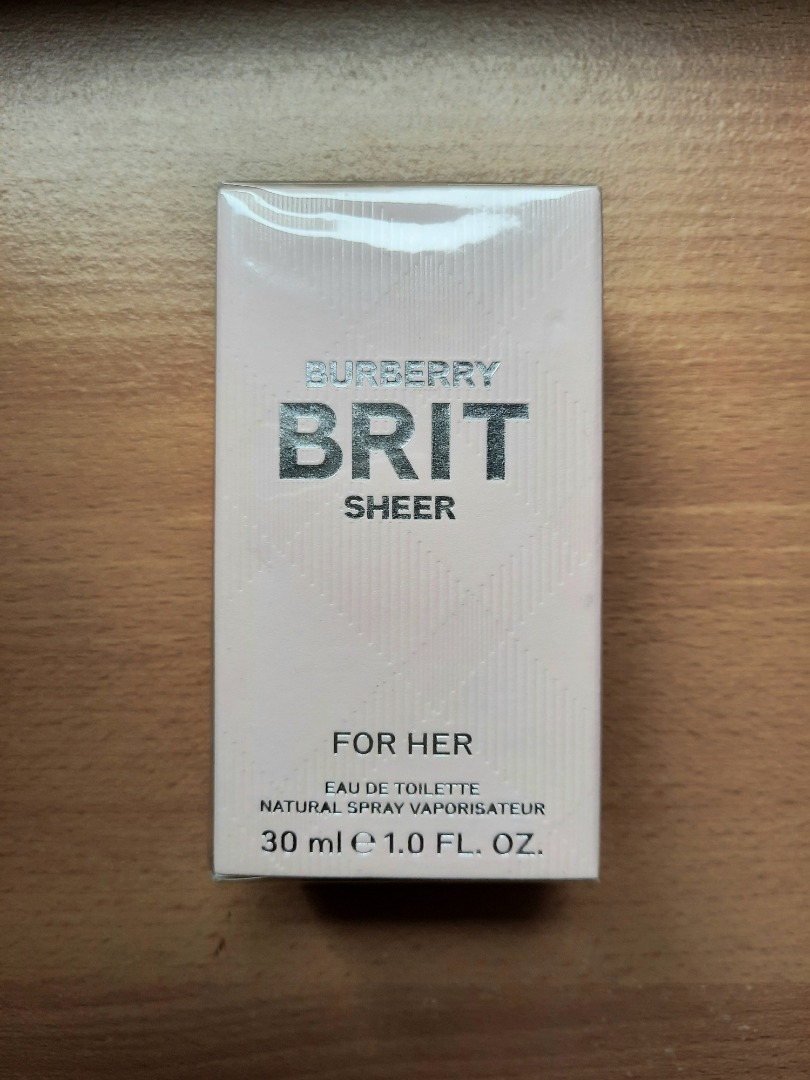 BURBERRY
BRIT
SHEER
FOR HER
EAU DE TOILETTE
NATURAL SPRAY VAPORISATEUR
30 ml ℮ 1.0 FL. OZ.